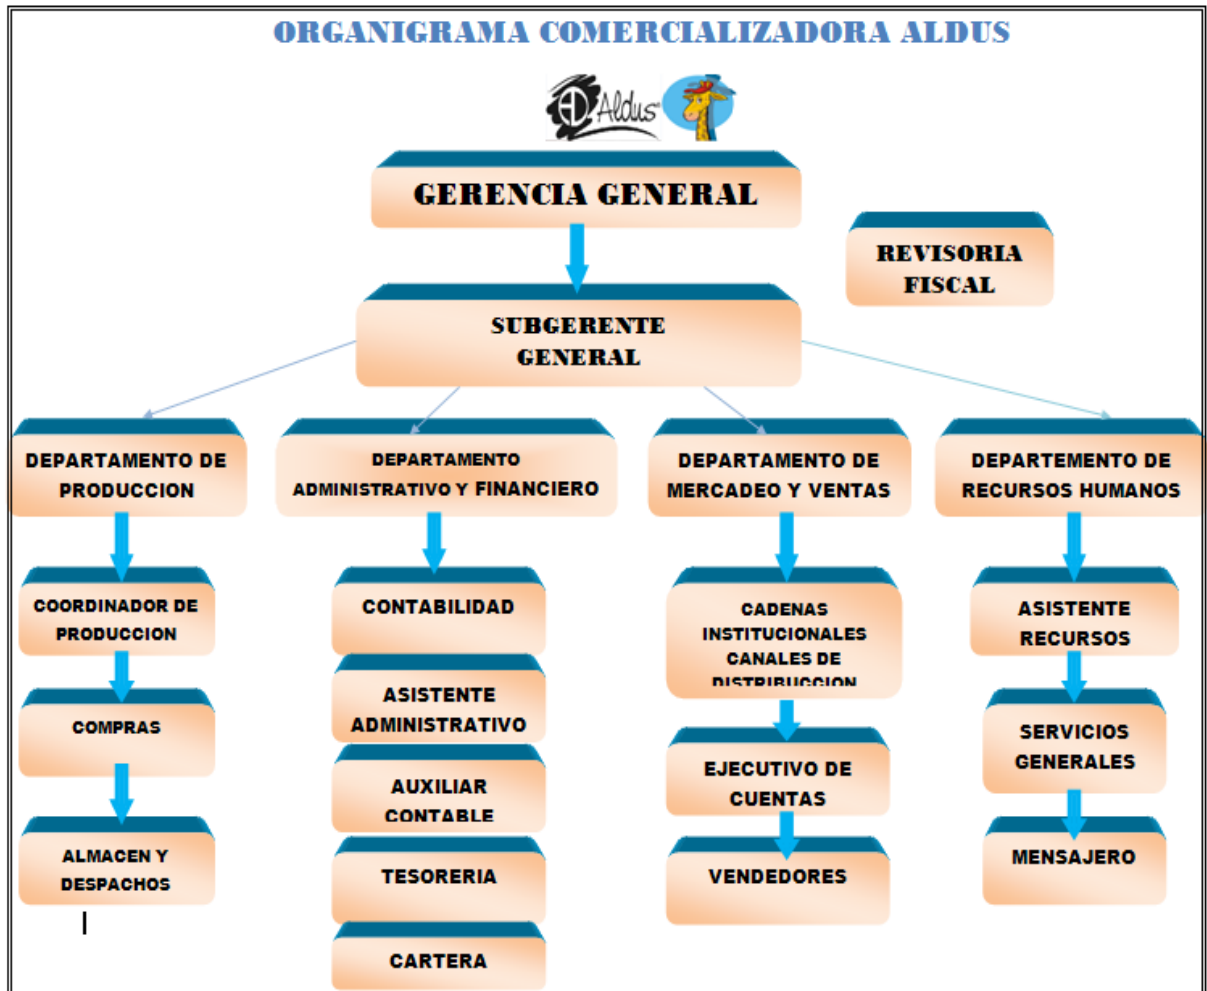 ORGANIGRAMA COMERCIALIZADORA ALDUS
AD Aldus
GERENCIA GENERAL
REVISORIA
FISCAL
SUBGERENTE
GENERAL
DEPARTAMENTO DE
PRODUCCION
DEPARTAMENTO
ADMINISTRATIVO Y FINANCIERO
DEPARTAMENTO DE
MERCADEO Y VENTAS
DEPARTEMENTO DE
RECURSOS HUMANOS
COORDINADOR DE
PRODUCCION
COMPRAS
ALMACEN Y
DESPACHOS
CONTABILIDAD
ASISTENTE
ADMINISTRATIVO
AUXILIAR
CONTABLE
TESORERIA
CARTERA
CADENAS
INSTITUCIONALES
CANALES DE
DISTRIBUCCION
EJECUTIVO DE
CUENTAS
VENDEDORES
ASISTENTE
RECURSOS
SERVICIOS
GENERALES
MENSAJERO